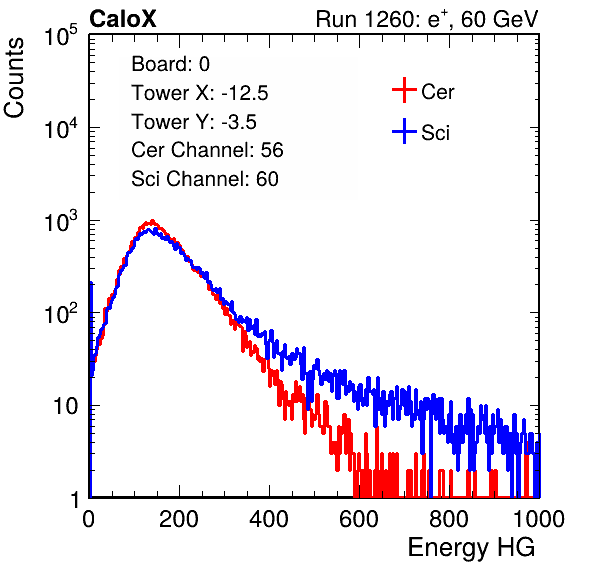 CaloX Run 1260: e⁺, 60 GeV
Counts
10⁵
10⁴
10³
10²
10
1
Board: 0
Tower X: -12.5
Tower Y: -3.5
Cer Channel: 56
Sci Channel: 60
Cer
Sci
0 200 400 600 800 1000
Energy HG